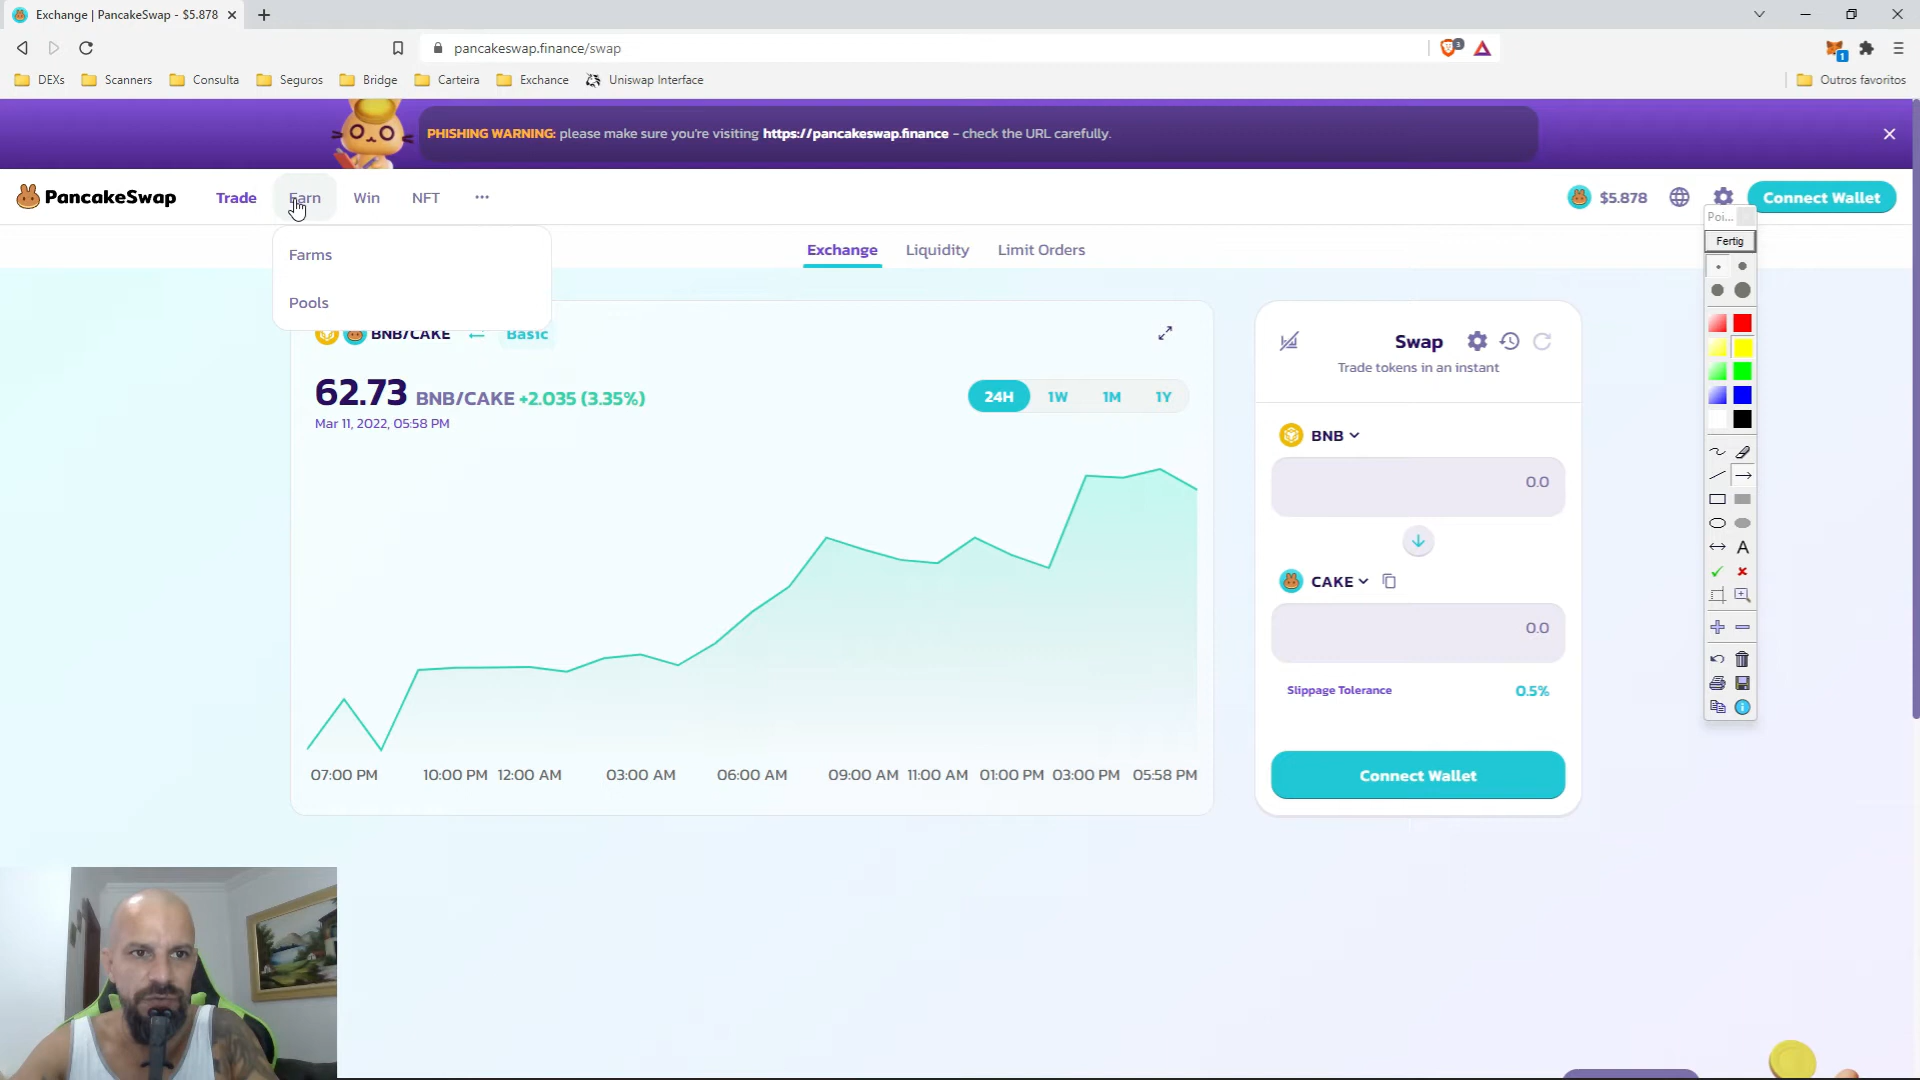 Exchange | PancakeSwap - $5.878
pancakeswap.finance/swap
3
1
DEXs Scanners Consulta Seguros Bridge Carteira Exchance Uniswap Interface Outros favoritos
PHISHING WARNING: please make sure you're visiting https://pancakeswap.finance - check the URL carefully.
PancakeSwap Trade Earn Win NFT ... $5.878 Connect Wallet
Poi...
Fertig
Farms
Pools
Exchange Liquidity Limit Orders
BNB/CAKE Basic
62.73 BNB/CAKE +2.035 (3.35%)
Mar 11, 2022, 05:58 PM
24H 1W 1M 1Y
07:00 PM 10:00 PM 12:00 AM 03:00 AM 06:00 AM 09:00 AM 11:00 AM 01:00 PM 03:00 PM 05:58 PM
Swap
Trade tokens in an instant
BNB
0.0
CAKE
0.0
Slippage Tolerance 0.5%
Connect Wallet
A